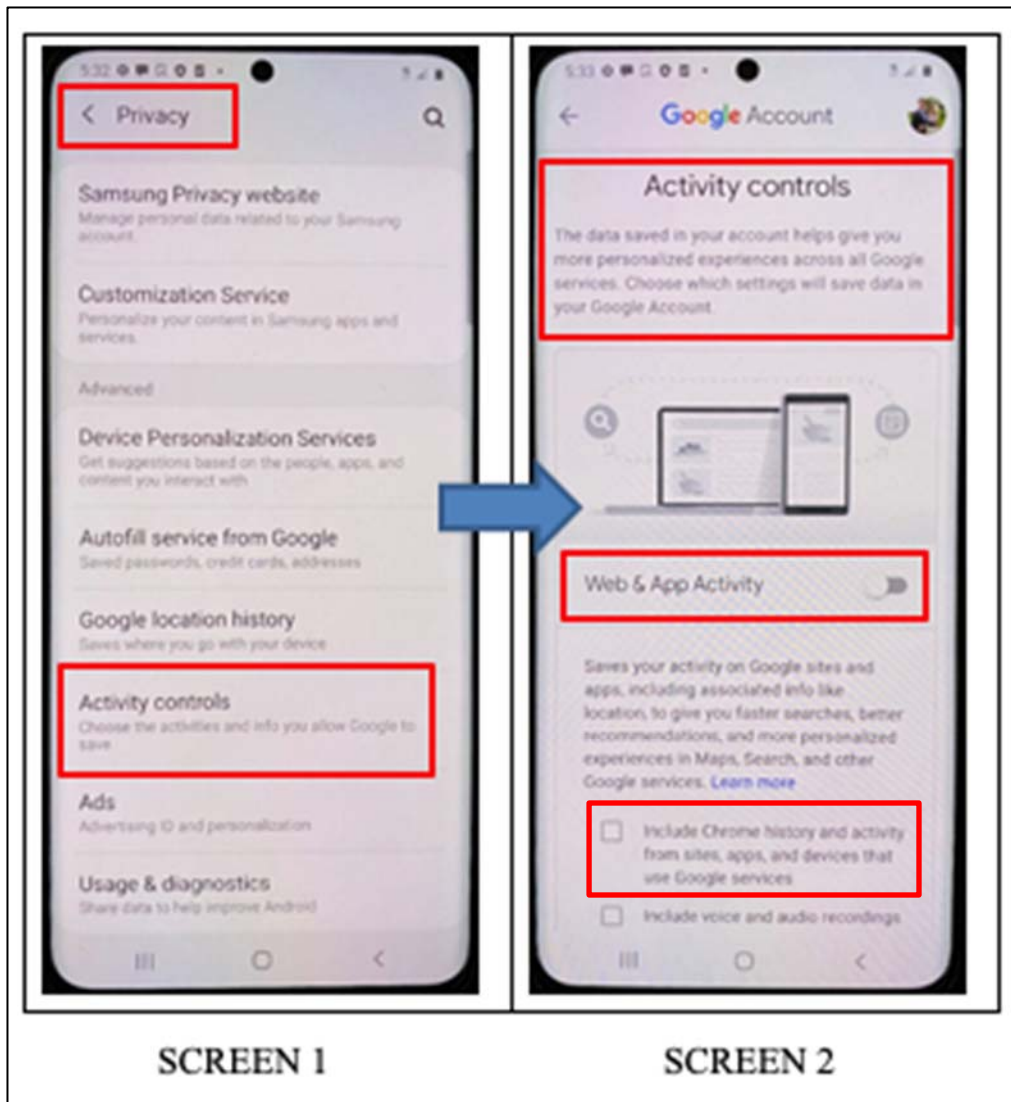 5:32
Privacy
Samsung Privacy website
Manage personal data related to your Samsung
account.
Customization Service
Personalize your content in Samsung apps and
services.
Advanced
Device Personalization Services
Get suggestions based on the people, apps, and
content you interact with
Autofill service from Google
Saved passwords, credit cards, addresses
Google location history
Saves where you go with your device
Activity controls
Choose the activities and info you allow Google to
save
Ads
Advertising ID and personalization
Usage & diagnostics
Share data to help improve Android
SCREEN 1
5:33
Google Account
Activity controls
The data saved in your account helps give you
more personalized experiences across all Google
services. Choose which settings will save data in
your Google Account.
Web & App Activity
Saves your activity on Google sites and
apps, including associated info like
location, to give you faster searches, better
recommendations, and more personalized
experiences in Maps, Search, and other
Google services. Learn more
Include Chrome history and activity
from sites, apps, and devices that
use Google services
Include voice and audio recordings
SCREEN 2